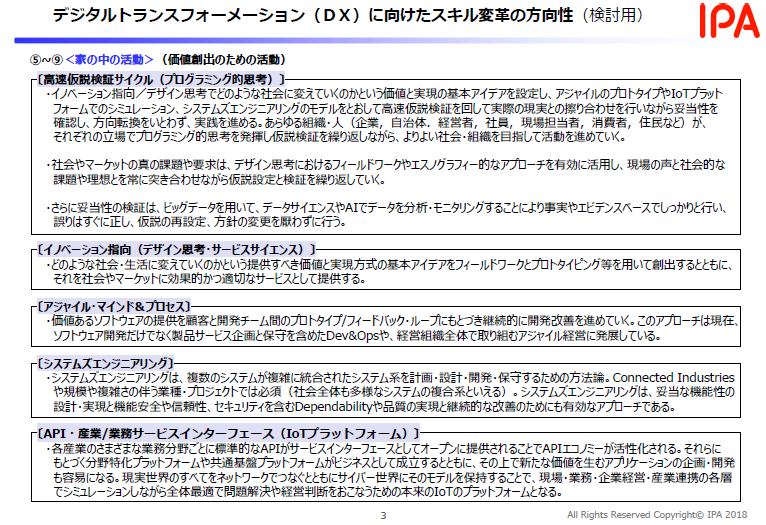 デジタルトランスフォーメーション（ＤＸ）に向けたスキル変革の方向性（検討用）
IPA
⑤~⑨＜家の中の活動＞（価値創出のための活動）
〔高速仮説検証サイクル（プログラミング的思考）〕
・イノベーション指向／デザイン思考でどのような社会に変えていくのかという価値と実現の基本アイデアを設定し、アジャイルのプロトタイプやIoTプラット
フォームでのシミュレーション、システムズエンジニアリングのモデルをとおして高速仮説検証を回して実際の現実との擦り合わせを行いながら妥当性を
確認し、方向転換をいとわず、実践を進める。あらゆる組織・人（企業，自治体，経営者，社員，現場担当者，消費者，住民など）が、
それぞれの立場でプログラミング的思考を発揮し仮説検証を繰り返しながら、よりよい社会・組織を目指して活動を進めていく。
・社会やマーケットの真の課題や要求は、デザイン思考におけるフィールドワークやエスノグラフィー的なアプローチを有効に活用し、現場の声と社会的な
課題や理想とを常に突き合わせながら仮説設定と検証を繰り返していく。
・さらに妥当性の検証は、ビッグデータを用いて、データサイエンスやAIでデータを分析・モニタリングすることにより事実やエビデンスベースでしっかりと行い、
誤りはすぐに正し、仮説の再設定、方針の変更を厭わずに行う。
〔イノベーション指向（デザイン思考・サービスサイエンス）〕
・どのような社会・生活に変えていくのかという提供すべき価値と実現方式の基本アイデアをフィールドワークとプロトタイピング等を用いて創出するとともに、
それを社会やマーケットに効果的かつ適切なサービスとして提供する。
〔アジャイル・マインド＆プロセス〕
・価値あるソフトウェアの提供を顧客と開発チーム間のプロトタイプ/フィードバック・ループにもとづき継続的に開発改善を進めていく。このアプローチは現在、
ソフトウェア開発だけでなく製品サービス企画と保守を含めたDev&Opsや、経営組織全体で取り組むアジャイル経営に発展している。
〔システムズエンジニアリング〕
・システムズエンジニアリングは、複数のシステムが複雑に統合されたシステム系を計画・設計・開発・保守するための方法論。Connected Industries
や規模や複雑さの伴う業種・プロジェクトでは必須（社会全体も多様なシステムの複合系といえる）。システムズエンジニアリングは、妥当な機能性の
設計・実現と機能安全や信頼性、セキュリティを含むDependabilityや品質の実現と継続的な改善のためにも有効なアプローチである。
〔API・産業/業務サービスインターフェース（IoTプラットフォーム）〕
・各産業のさまざまな業務分野ごとに標準的なAPIがサービスインターフェースとしてオープンに提供されることでAPIエコノミーが活性化される。それらに
もとづく分野特化プラットフォームや共通基盤プラットフォームがビジネスとして成立するとともに、その上で新たな価値を生むアプリケーションの企画・開発
も容易になる。現実世界のすべてをネットワークでつなぐとともにサイバー世界にそのモデルを保持することで、現場・業務・企業経営・産業連携の各層
でシミュレーションしながら全体最適で問題解決や経営判断をおこなうための本来のIoTのプラットフォームとなる。
3
All Rights Reserved Copyright© IPA 2018